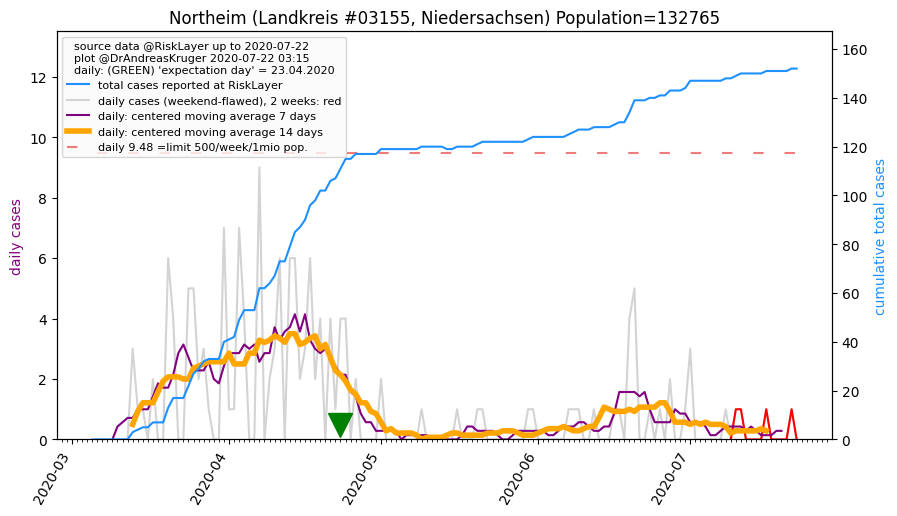 Northeim (Landkreis #03155, Niedersachsen) Population=132765
source data @RiskLayer up to 2020-07-22
plot @DrAndreasKruger 2020-07-22 03:15
daily: (GREEN) 'expectation day' = 23.04.2020
total cases reported at RiskLayer
daily cases (weekend-flawed), 2 weeks: red
daily: centered moving average 7 days
daily: centered moving average 14 days
daily 9.48 =limit 500/week/1mio pop.
daily cases
12
10
8
6
4
2
0
160
140
120
100
80
60
40
20
0
cumulative total cases
2020-03
2020-04
2020-05
2020-06
2020-07